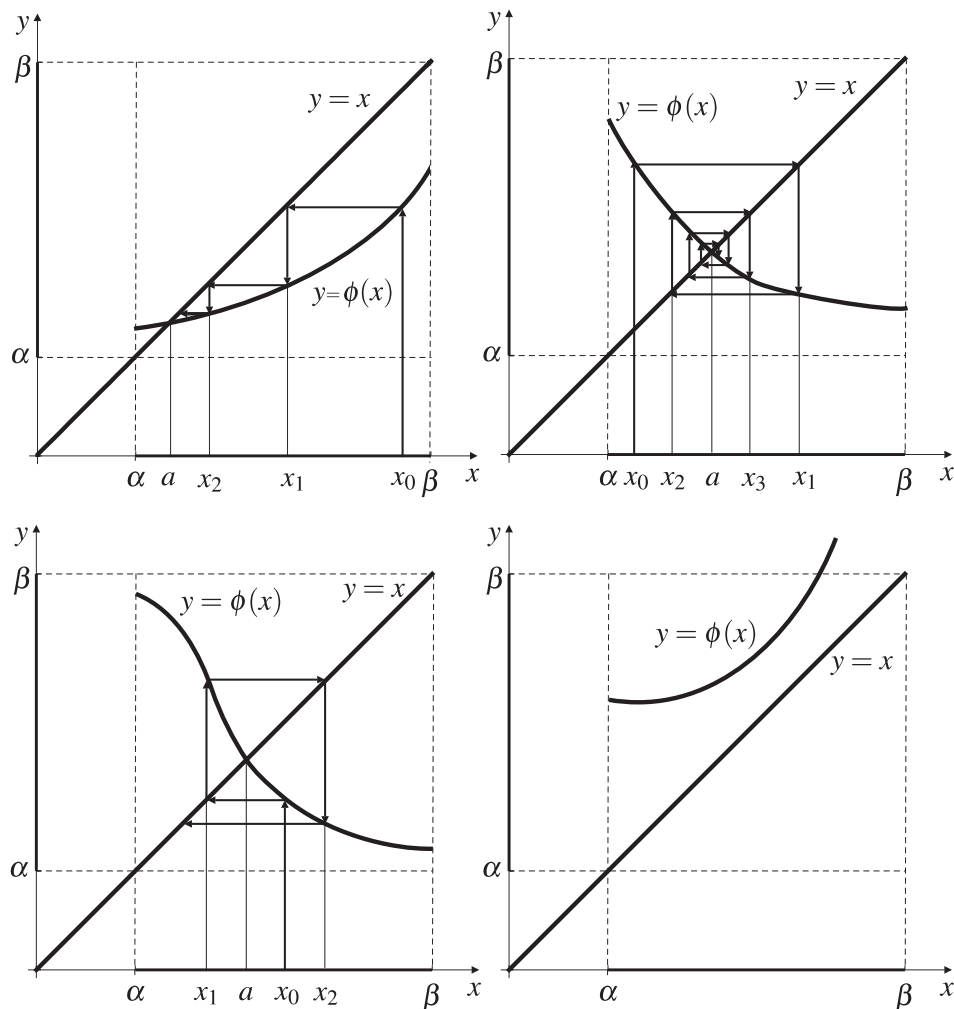 y
β
y = x
y=ϕ(x)
α
α a x₂ x₁ x₀ β x
y
β
y = x
y = ϕ(x)
α
α x₀ x₂ a x₃ x₁ β x
y
β
y = ϕ(x)
y = x
α
α x₁ a x₀ x₂ β x
y
β
y = ϕ(x)
y = x
α
α β x